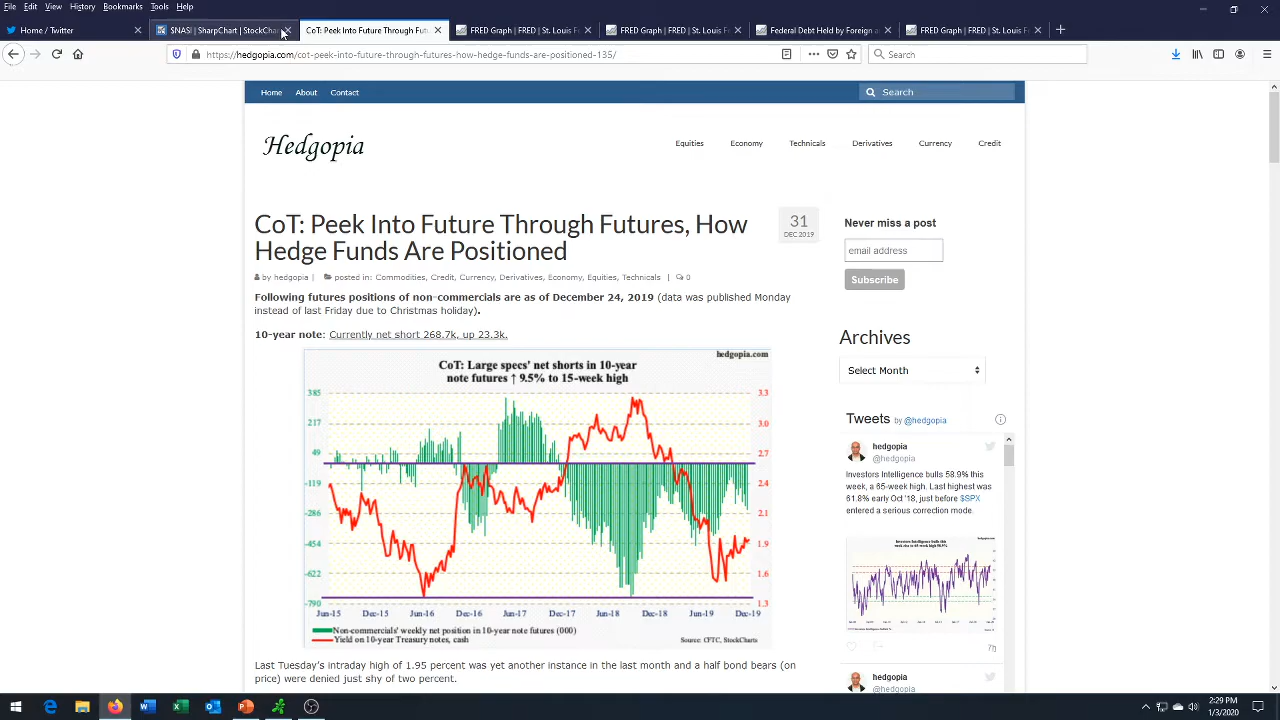 File Edit View History Bookmarks Tools Help
Home / Twitter
$NASI | SharpChart | StockChar
CoT: Peek Into Future Through Fut
FRED Graph | FRED | St. Louis F
FRED Graph | FRED | St. Louis F
Federal Debt Held by Foreign a
FRED Graph | FRED | St. Louis F
https://hedgopia.com/cot-peek-into-future-through-futures-how-hedge-funds-are-positioned-135/
Search
Home About Contact
Search
Hedgopia
Equities Economy Technicals Derivatives Currency Credit
CoT: Peek Into Future Through Futures, How
Hedge Funds Are Positioned
31
DEC 2019
by hedgopia | posted in: Commodities, Credit, Currency, Derivatives, Economy, Equities, Technicals | 0
Following futures positions of non-commercials are as of December 24, 2019 (data was published Monday
instead of last Friday due to Christmas holiday).
10-year note: Currently net short 268.7k, up 23.3k.
hedgopia.com
CoT: Large specs' net shorts in 10-year
note futures ↑ 9.5% to 15-week high
385 3.3
217 3.0
49 2.7
-119 2.4
-286 2.1
-454 1.9
-622 1.6
-790 1.3
Jun-15 Dec-15 Jun-16 Dec-16 Jun-17 Dec-17 Jun-18 Dec-18 Jun-19 Dec-19
Non-commercials' weekly net position in 10-year note futures (000)
Yield on 10-year Treasury notes, cash
Source: CFTC, StockCharts
Last Tuesday's intraday high of 1.95 percent was yet another instance in the last month and a half bond bears (on
price) were denied just shy of two percent.
Never miss a post
email address
Subscribe
Archives
Select Month
Tweets by @hedgopia
hedgopia
@hedgopia
Investors Intelligence bulls 58.9% this
week, a 65-week high. Last highest was
61.8% early Oct '18, just before $SPX
entered a serious correction mode.
7h
hedgopia
@hedgopia
2:29 PM
1/3/2020